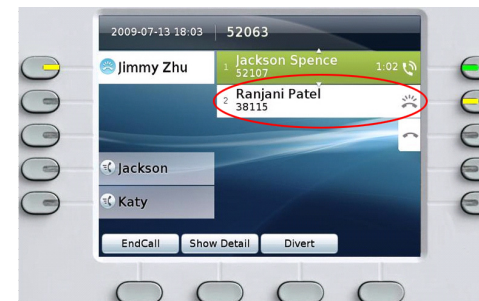 2009-07-13 18:03 52063
Jimmy Zhu
1 Jackson Spence 1:02
52107
2 Ranjani Patel
38115
Jackson
Katy
EndCall Show Detail Divert